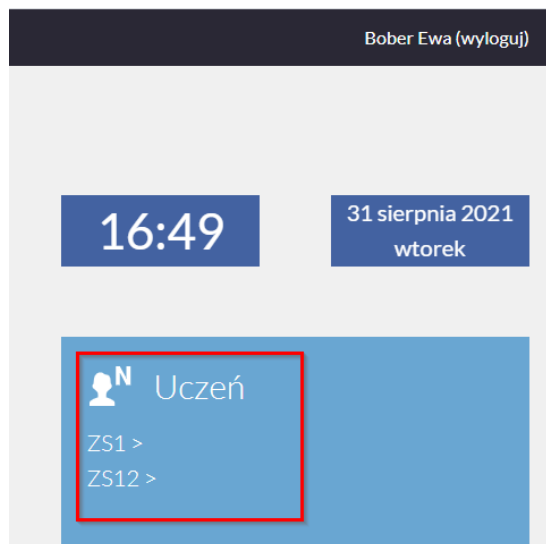 Bober Ewa (wyloguj)
16:49
31 sierpnia 2021
wtorek
N
Uczeń
ZS1 >
ZS12 >